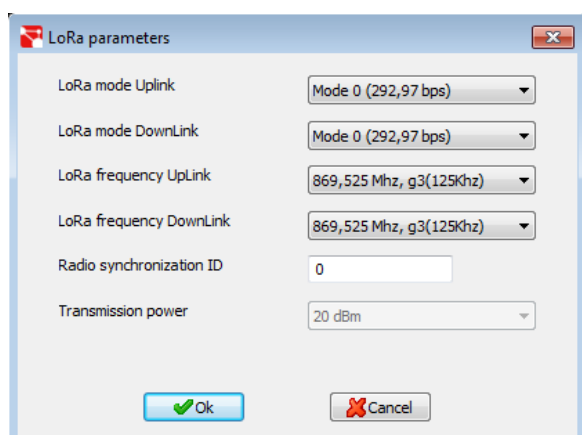 LoRa parameters
LoRa mode Uplink Mode 0 (292,97 bps)
LoRa mode DownLink Mode 0 (292,97 bps)
LoRa frequency UpLink 869,525 Mhz, g3(125Khz)
LoRa frequency DownLink 869,525 Mhz, g3(125Khz)
Radio synchronization ID 0
Transmission power 20 dBm
Ok Cancel